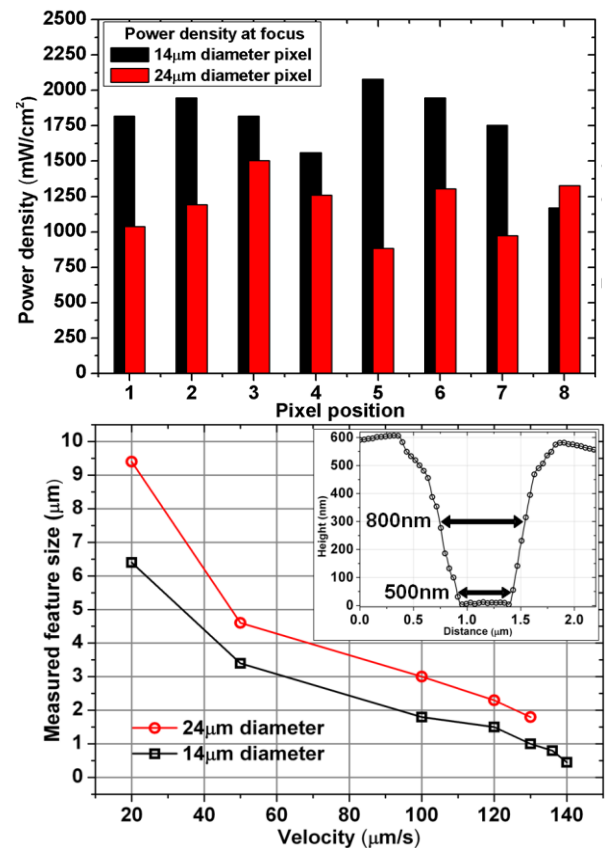 Power density at focus
14μm diameter pixel
24μm diameter pixel
Power density (mW/cm²)
2500
2250
2000
1750
1500
1250
1000
750
500
250
0
1 2 3 4 5 6 7 8
Pixel position
Measured feature size (μm)
10
9
8
7
6
5
4
3
2
1
0
24μm diameter
14μm diameter
20 40 60 80 100 120 140
Velocity (μm/s)
Height (nm)
600
500
400
300
200
100
0
800nm
500nm
0.0 0.5 1.0 1.5 2.0
Distance (μm)